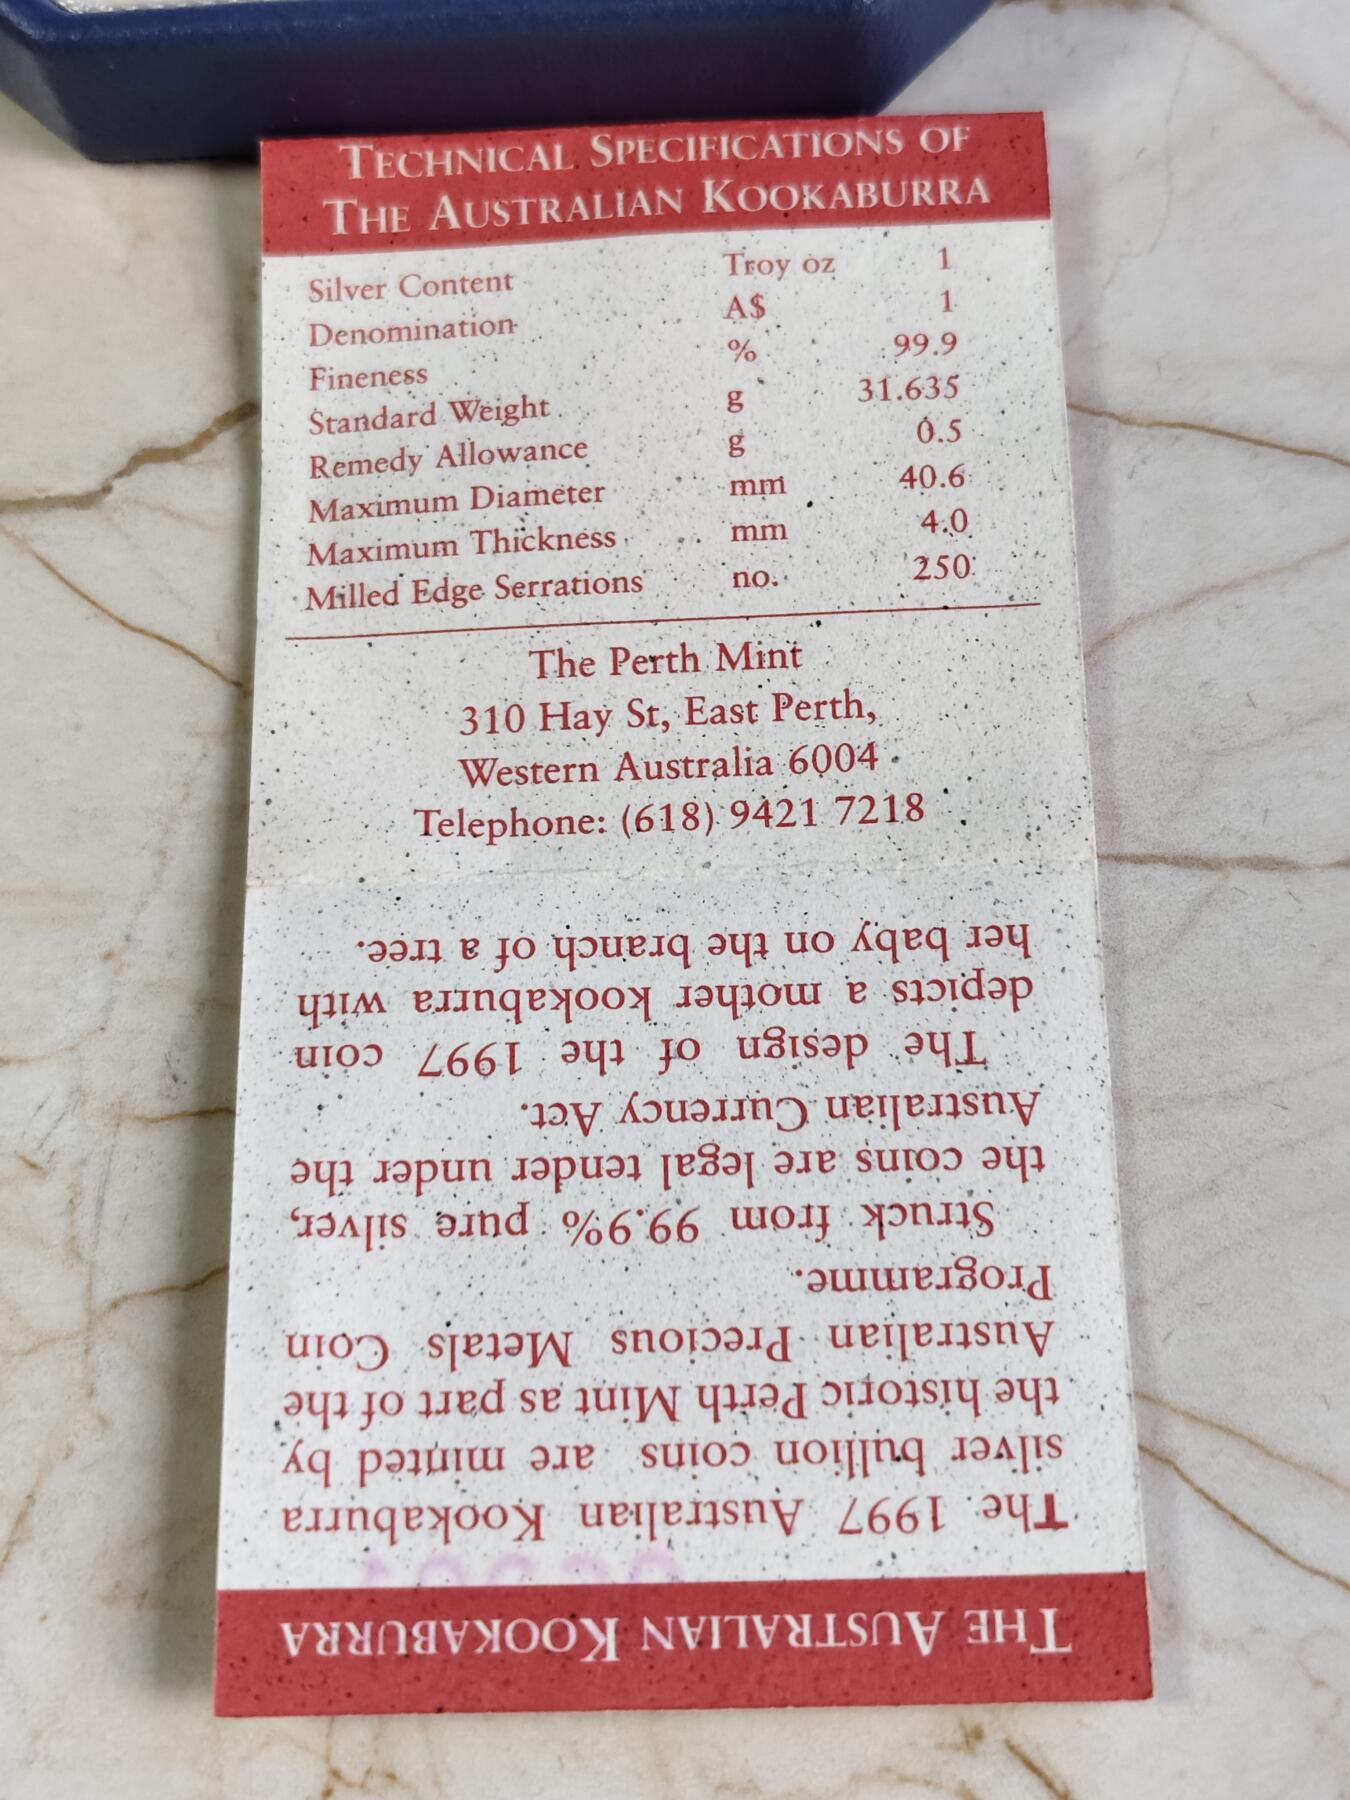 TECHNICAL SPECIFICATIONS OF
THE AUSTRALIAN KOOKABURRA
Silver Content Troy oz 1
Denomination A$ 1
Fineness % 99.9
Standard Weight g 31.635
Remedy Allowance g 0.5
Maximum Diameter mm 40.6
Maximum Thickness mm 4.0
Milled Edge Serrations no. 250
The Perth Mint
310 Hay St, East Perth,
Western Australia 6004
Telephone: (618) 9421 7218
THE AUSTRALIAN KOOKABURRA
The 1997 Australian Kookaburra
silver bullion coins are minted by
the historic Perth Mint as part of the
Australian Precious Metals Coin
Programme.
Struck from 99.9% pure silver,
the coins are legal tender under the
Australian Currency Act.
The design of the 1997 coin
depicts a mother kookaburra with
her baby on the branch of a tree.